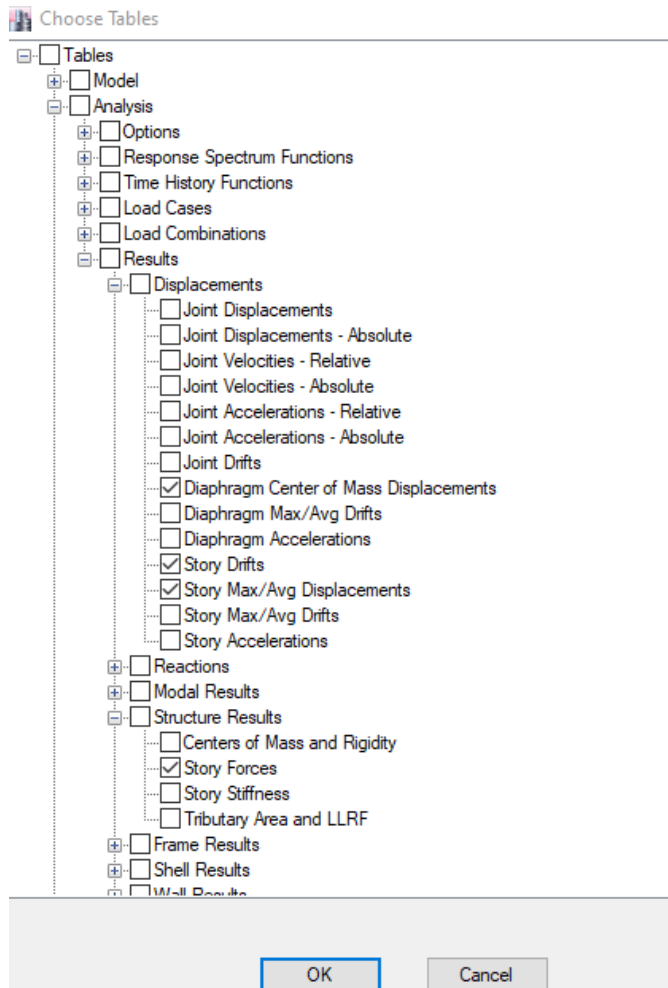 Choose Tables
Tables
Model
Analysis
Options
Response Spectrum Functions
Time History Functions
Load Cases
Load Combinations
Results
Displacements
Joint Displacements
Joint Displacements - Absolute
Joint Velocities - Relative
Joint Velocities - Absolute
Joint Accelerations - Relative
Joint Accelerations - Absolute
Joint Drifts
Diaphragm Center of Mass Displacements
Diaphragm Max/Avg Drifts
Diaphragm Accelerations
Story Drifts
Story Max/Avg Displacements
Story Max/Avg Drifts
Story Accelerations
Reactions
Modal Results
Structure Results
Centers of Mass and Rigidity
Story Forces
Story Stiffness
Tributary Area and LLRF
Frame Results
Shell Results
Wall Results
OK Cancel